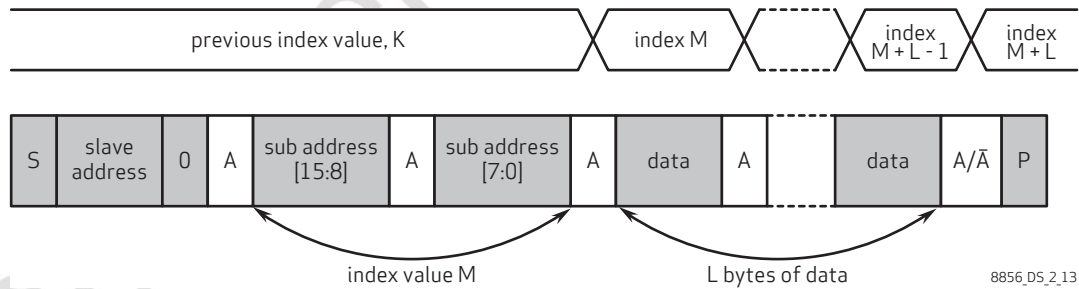 previous index value, K
index M
index
M + L - 1
index
M + L
S
slave
address
0
A
sub address
[15:8]
A
sub address
[7:0]
A
data
A
data
A/Ā
P
index value M
L bytes of data
8856_DS_2_13